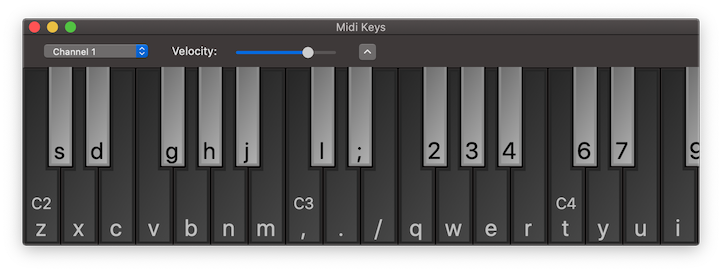 Midi Keys
Channel 1 Velocity:
s d g h j l ; 2 3 4 6 7 9
C2 C3 C4
z x c v b n m , . / q w e r t y u i